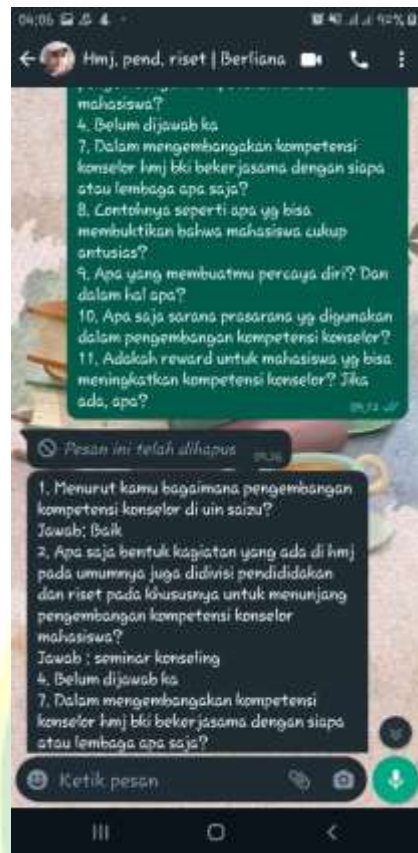 04:06
92%
Hmj, pend, riset | Berliana
mahasiswa?
4. Belum dijawab ka
7. Dalam mengembangakan kompetensi
konselor hmj bki bekerjasama dengan siapa
atau lembaga apa saja?
8. Contohnya seperti apa yg bisa
membuktikan bahwa mahasiswa cukup
antusias?
9. Apa yang membuatmu percaya diri? Dan
dalam hal apa?
10. Apa saja sarana prasarana yg digunakan
dalam pengembangan kompetensi konselor?
11. Adakah reward untuk mahasiswa yg bisa
meningkatkan kompetensi konselor? Jika
ada, apa?
Pesan ini telah dihapus
1. Menurut kamu bagaimana pengembangan
kompetensi konselor di uin saizu?
Jawab; Baik
2. Apa saja bentuk kagiatan yang ada di hmj
pada umumnya juga didivisi pendididakan
dan riset pada khususnya untuk menunjang
pengembangan kompetensi konselor
mahasiswa?
Jawab ; seminar konseling
4. Belum dijawab ka
7. Dalam mengembangakan kompetensi
konselor hmj bki bekerjasama dengan siapa
atau lembaga apa saja?
Ketik pesan